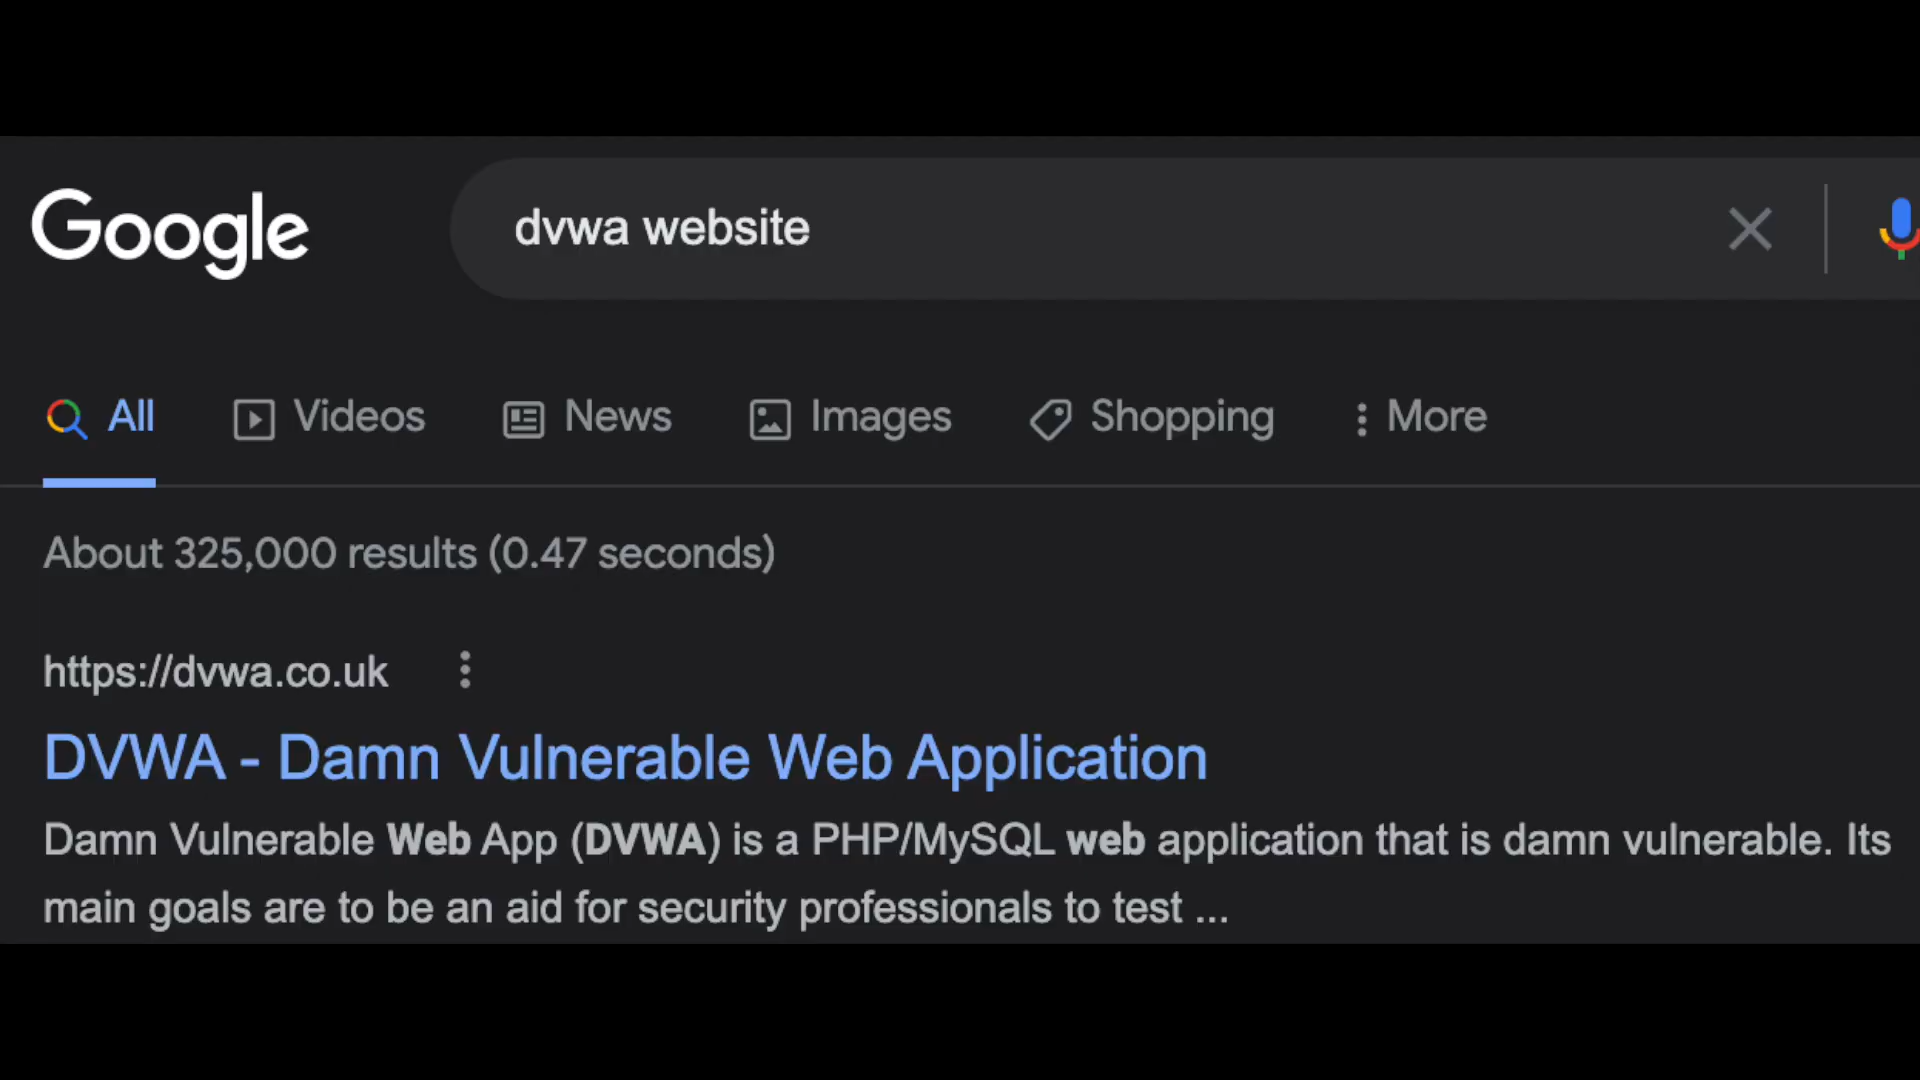 Google
dvwa website
All Videos News Images Shopping More
About 325,000 results (0.47 seconds)
https://dvwa.co.uk
DVWA - Damn Vulnerable Web Application
Damn Vulnerable Web App (DVWA) is a PHP/MySQL web application that is damn vulnerable. Its
main goals are to be an aid for security professionals to test ...